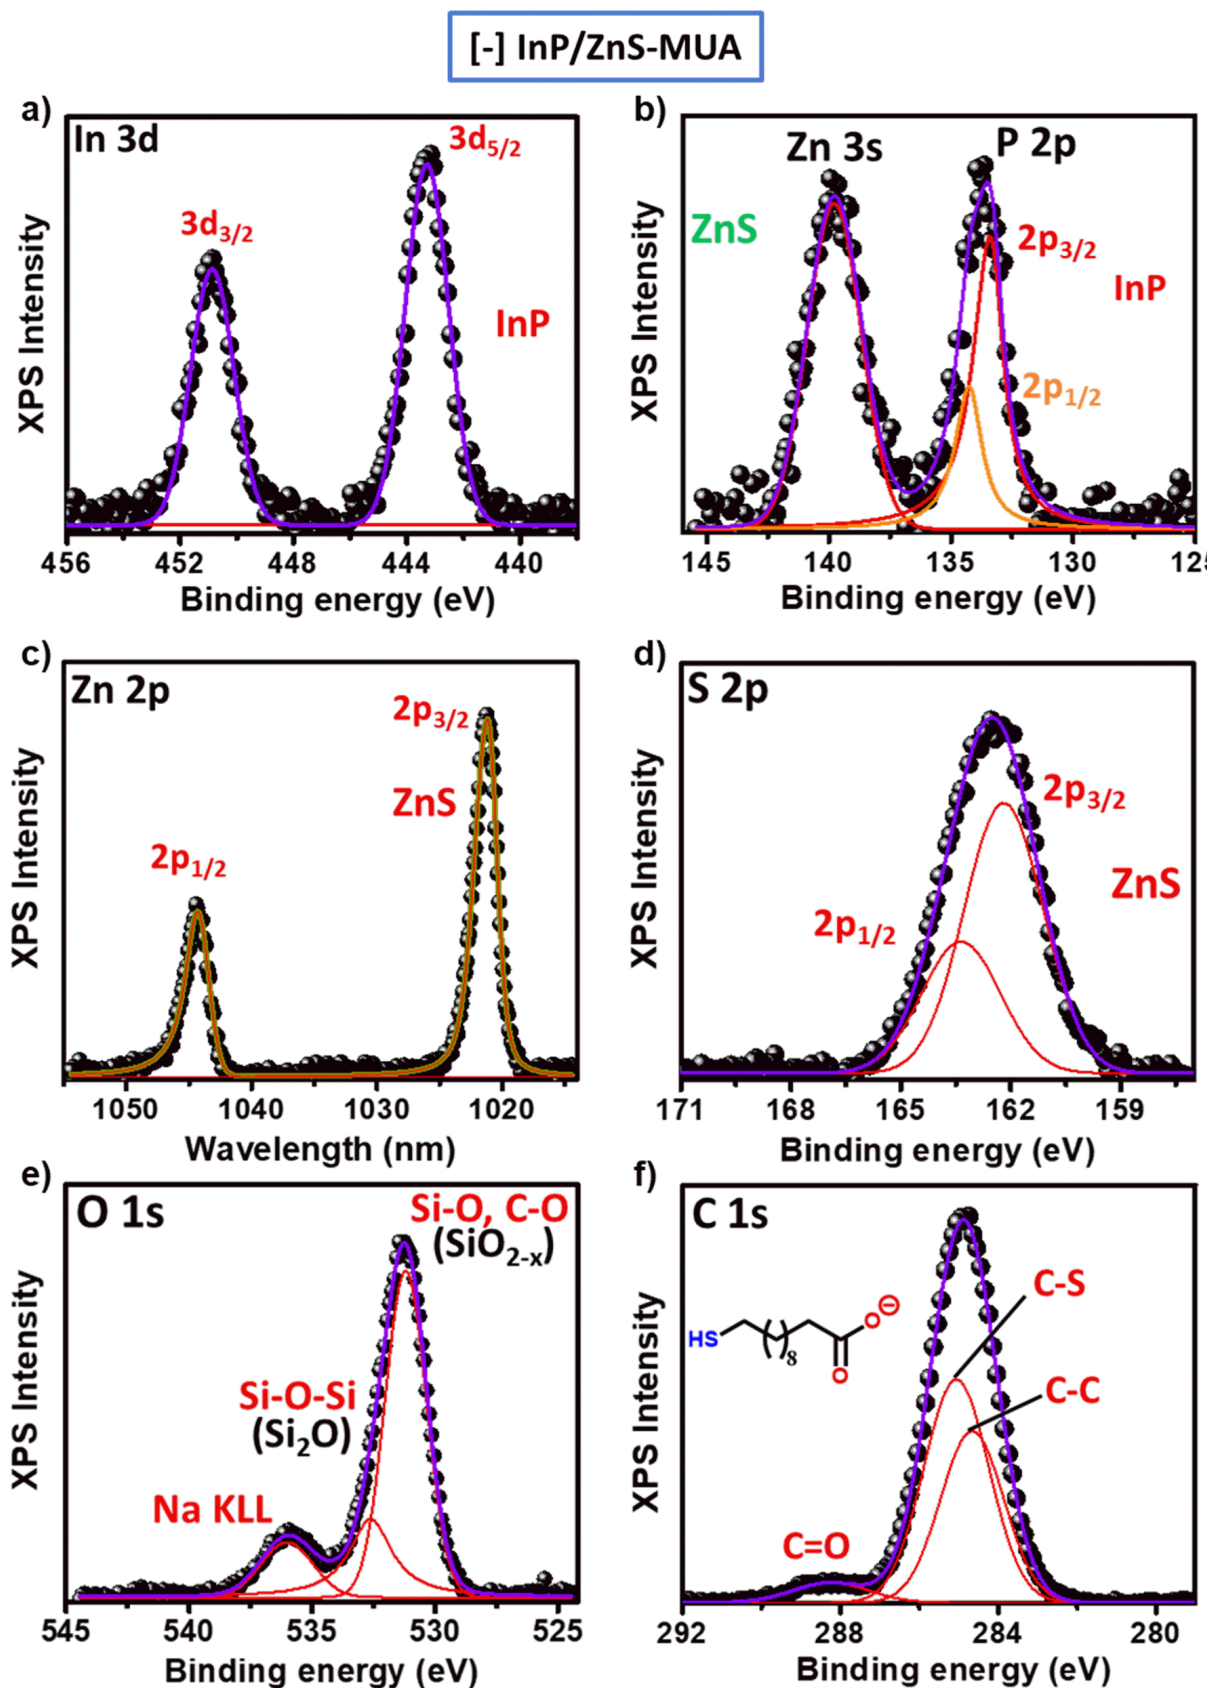 [-] InP/ZnS-MUA
a)
In 3d
3d5/2
3d3/2
InP
XPS Intensity
456 452 448 444 440
Binding energy (eV)
b)
Zn 3s
P 2p
ZnS
2p3/2
InP
2p1/2
XPS Intensity
145 140 135 130 125
Binding energy (eV)
c)
Zn 2p
2p3/2
ZnS
2p1/2
XPS Intensity
1050 1040 1030 1020
Wavelength (nm)
d)
S 2p
2p3/2
ZnS
2p1/2
XPS Intensity
171 168 165 162 159
Binding energy (eV)
e)
O 1s
Si-O, C-O
(SiO2-x)
Si-O-Si
(Si2O)
Na KLL
XPS Intensity
545 540 535 530 525
Binding energy (eV)
f)
C 1s
C-S
HS
8
O
⊖
O
C-C
C=O
XPS Intensity
292 288 284 280
Binding energy (eV)